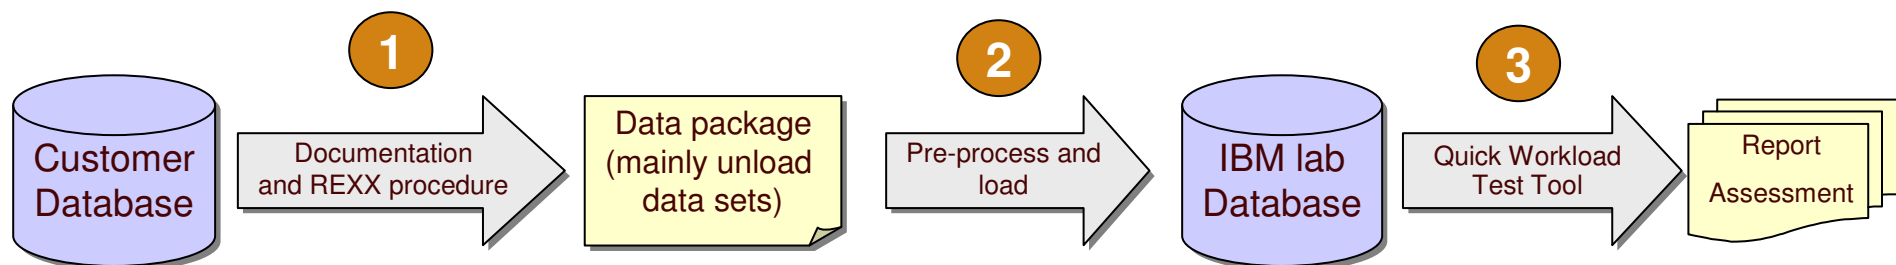 1
2
3
Customer
Database
Documentation
and REXX procedure
Data package
(mainly unload
data sets)
Pre-process and
load
IBM lab
Database
Quick Workload
Test Tool
Report
Assessment